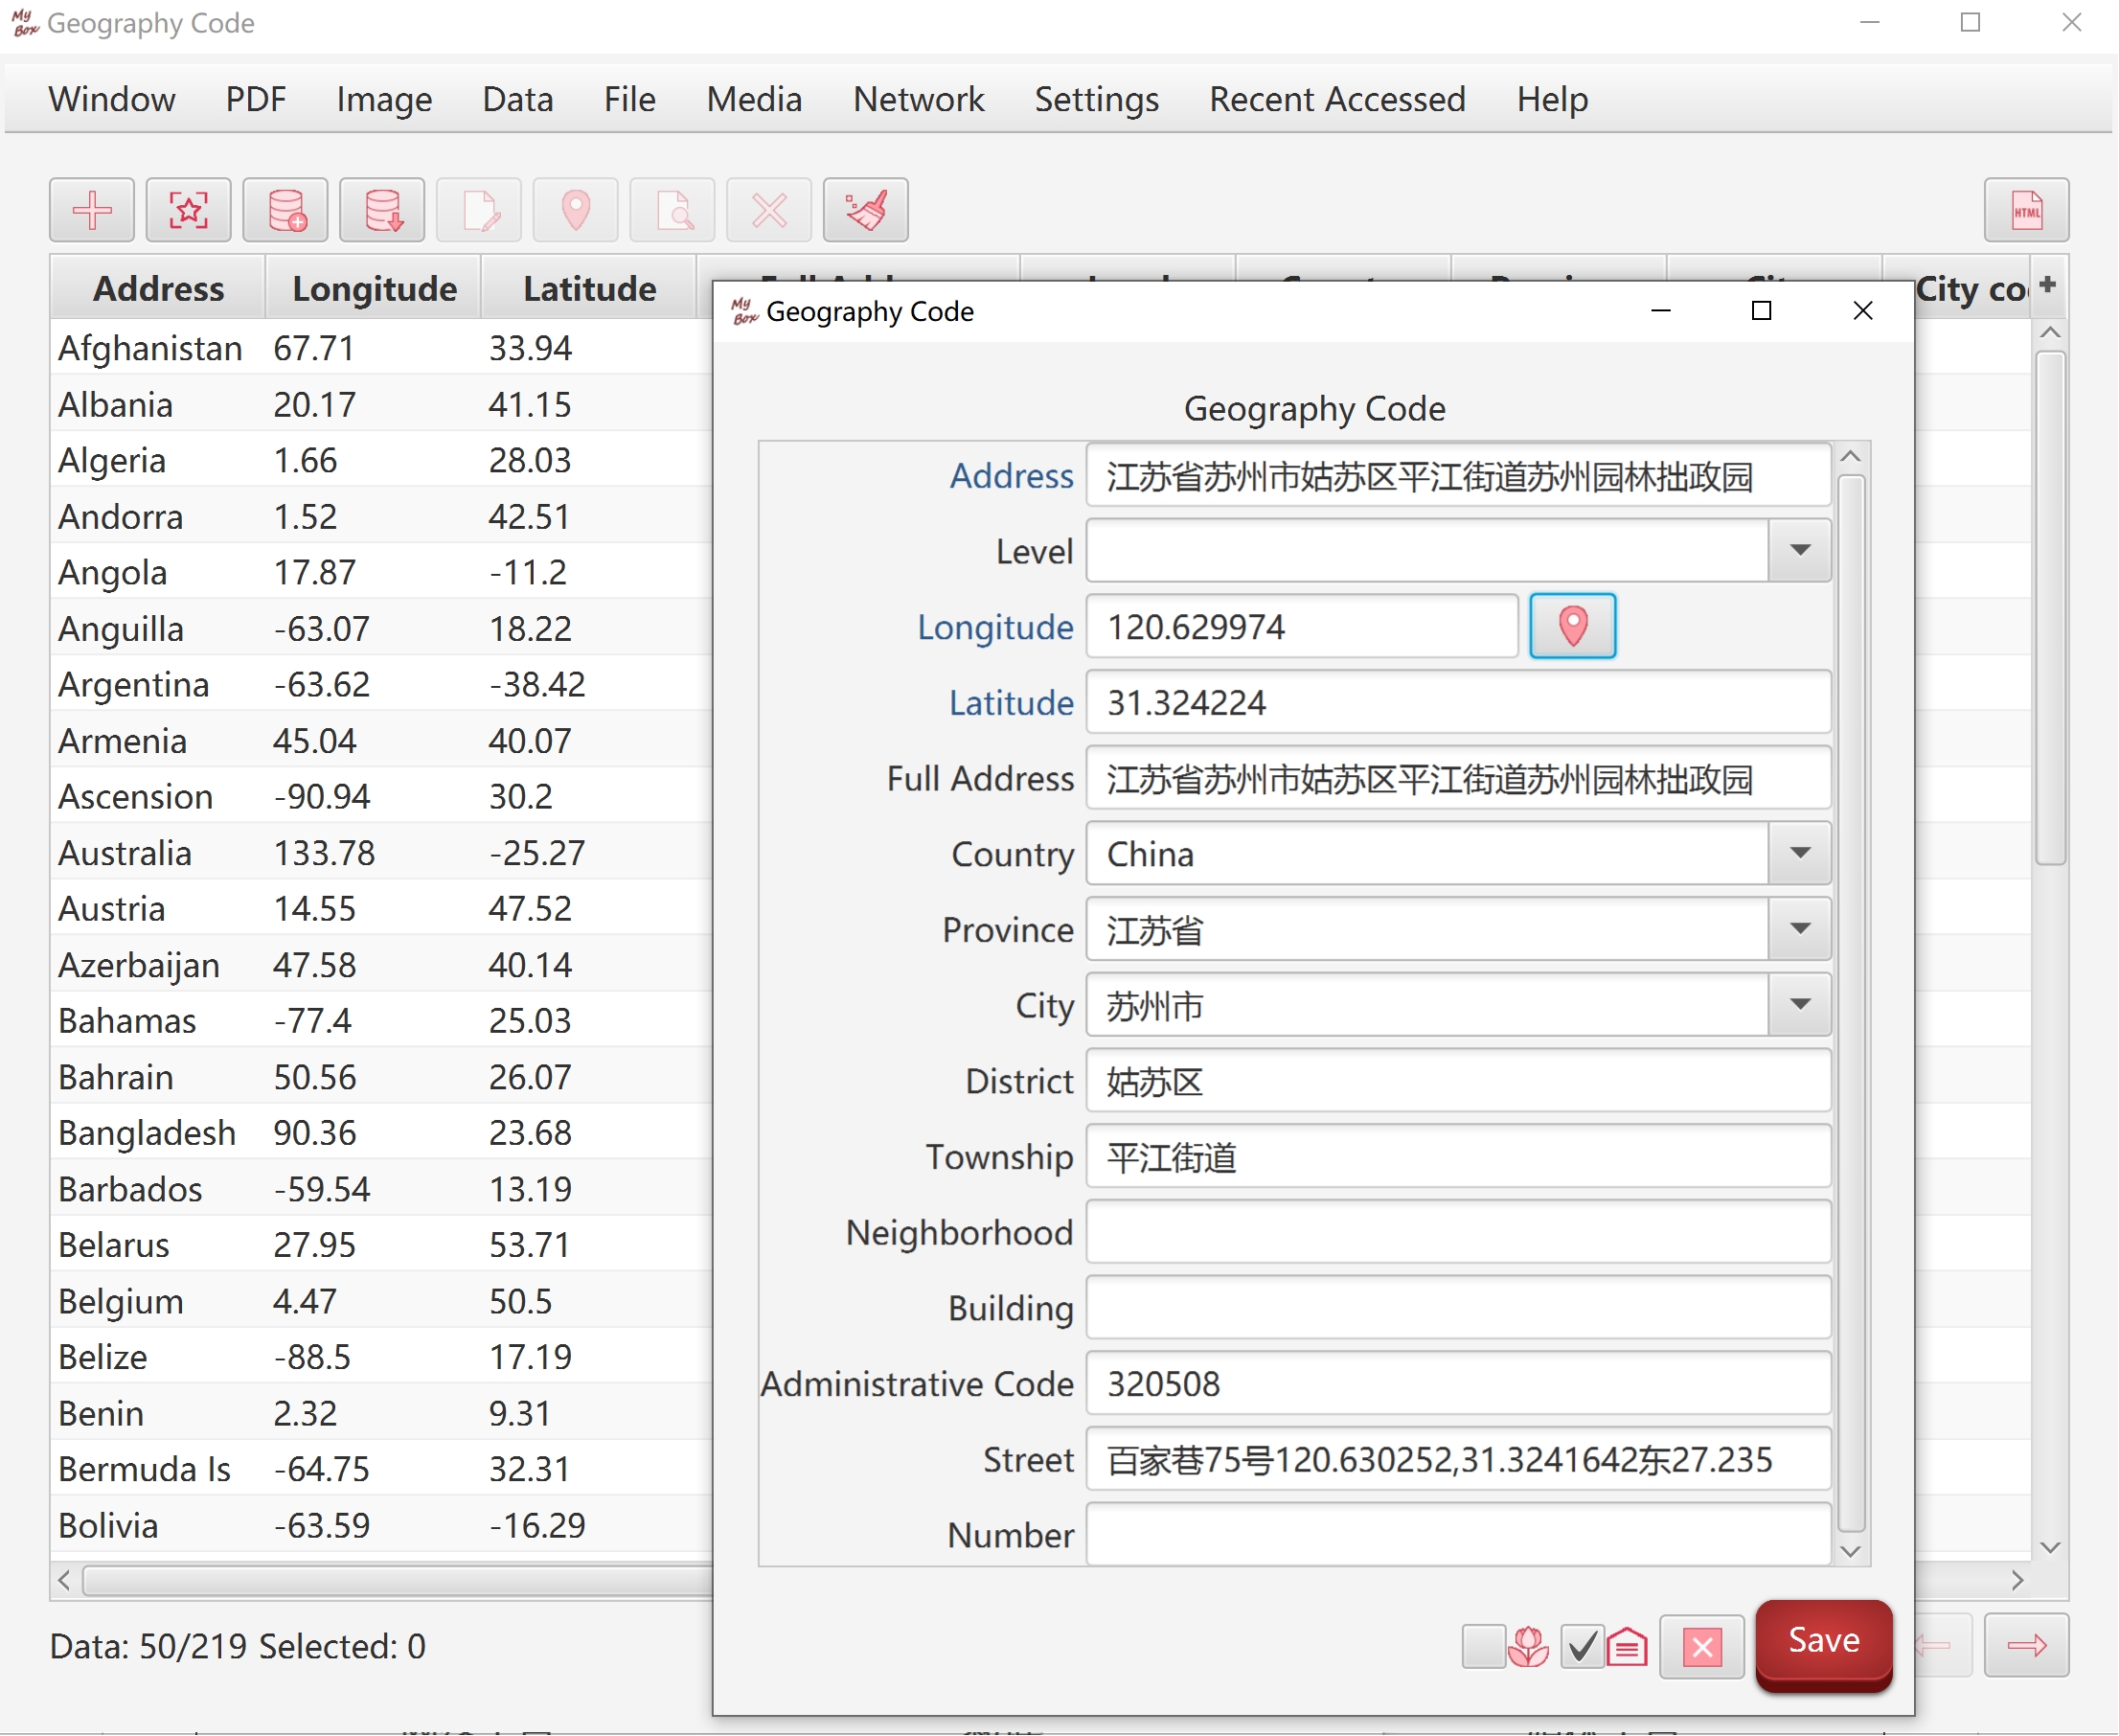 My Box Geography Code
Window PDF Image Data File Media Network Settings Recent Accessed Help
HTML
Address Longitude Latitude City co
Afghanistan 67.71 33.94
Albania 20.17 41.15
Algeria 1.66 28.03
Andorra 1.52 42.51
Angola 17.87 -11.2
Anguilla -63.07 18.22
Argentina -63.62 -38.42
Armenia 45.04 40.07
Ascension -90.94 30.2
Australia 133.78 -25.27
Austria 14.55 47.52
Azerbaijan 47.58 40.14
Bahamas -77.4 25.03
Bahrain 50.56 26.07
Bangladesh 90.36 23.68
Barbados -59.54 13.19
Belarus 27.95 53.71
Belgium 4.47 50.5
Belize -88.5 17.19
Benin 2.32 9.31
Bermuda Is -64.75 32.31
Bolivia -63.59 -16.29
Data: 50/219 Selected: 0
My Box Geography Code
Geography Code
Address 江苏省苏州市姑苏区平江街道苏州园林拙政园
Level
Longitude 120.629974
Latitude 31.324224
Full Address 江苏省苏州市姑苏区平江街道苏州园林拙政园
Country China
Province 江苏省
City 苏州市
District 姑苏区
Township 平江街道
Neighborhood
Building
Administrative Code 320508
Street 百家巷75号120.630252,31.3241642东27.235
Number
Save